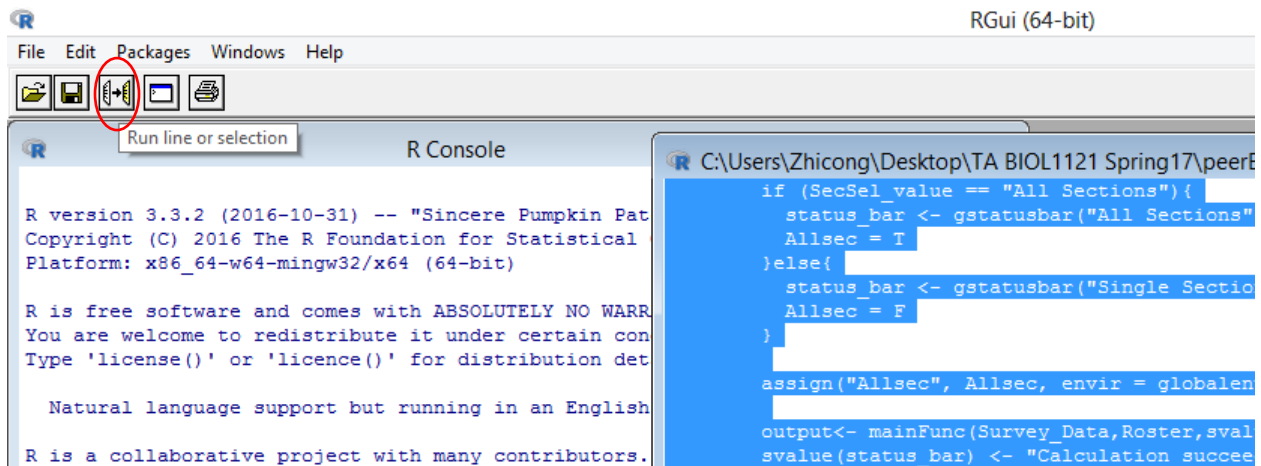 RGui (64-bit)
File Edit Packages Windows Help
Run line or selection
R Console
R version 3.3.2 (2016-10-31) -- "Sincere Pumpkin Pat
Copyright (C) 2016 The R Foundation for Statistical
Platform: x86_64-w64-mingw32/x64 (64-bit)
R is free software and comes with ABSOLUTELY NO WARR
You are welcome to redistribute it under certain con
Type 'license()' or 'licence()' for distribution det
Natural language support but running in an English
R is a collaborative project with many contributors.
C:\Users\Zhicong\Desktop\TA BIOL1121 Spring17\peerE
if (SecSel_value == "All Sections"){
status_bar <- gstatusbar("All Sections"
Allsec = T
}else{
status_bar <- gstatusbar("Single Sectio
Allsec = F
}
assign("Allsec", Allsec, envir = globalen
output<- mainFunc(Survey_Data,Roster,sval
svalue(status_bar) <- "Calculation succee